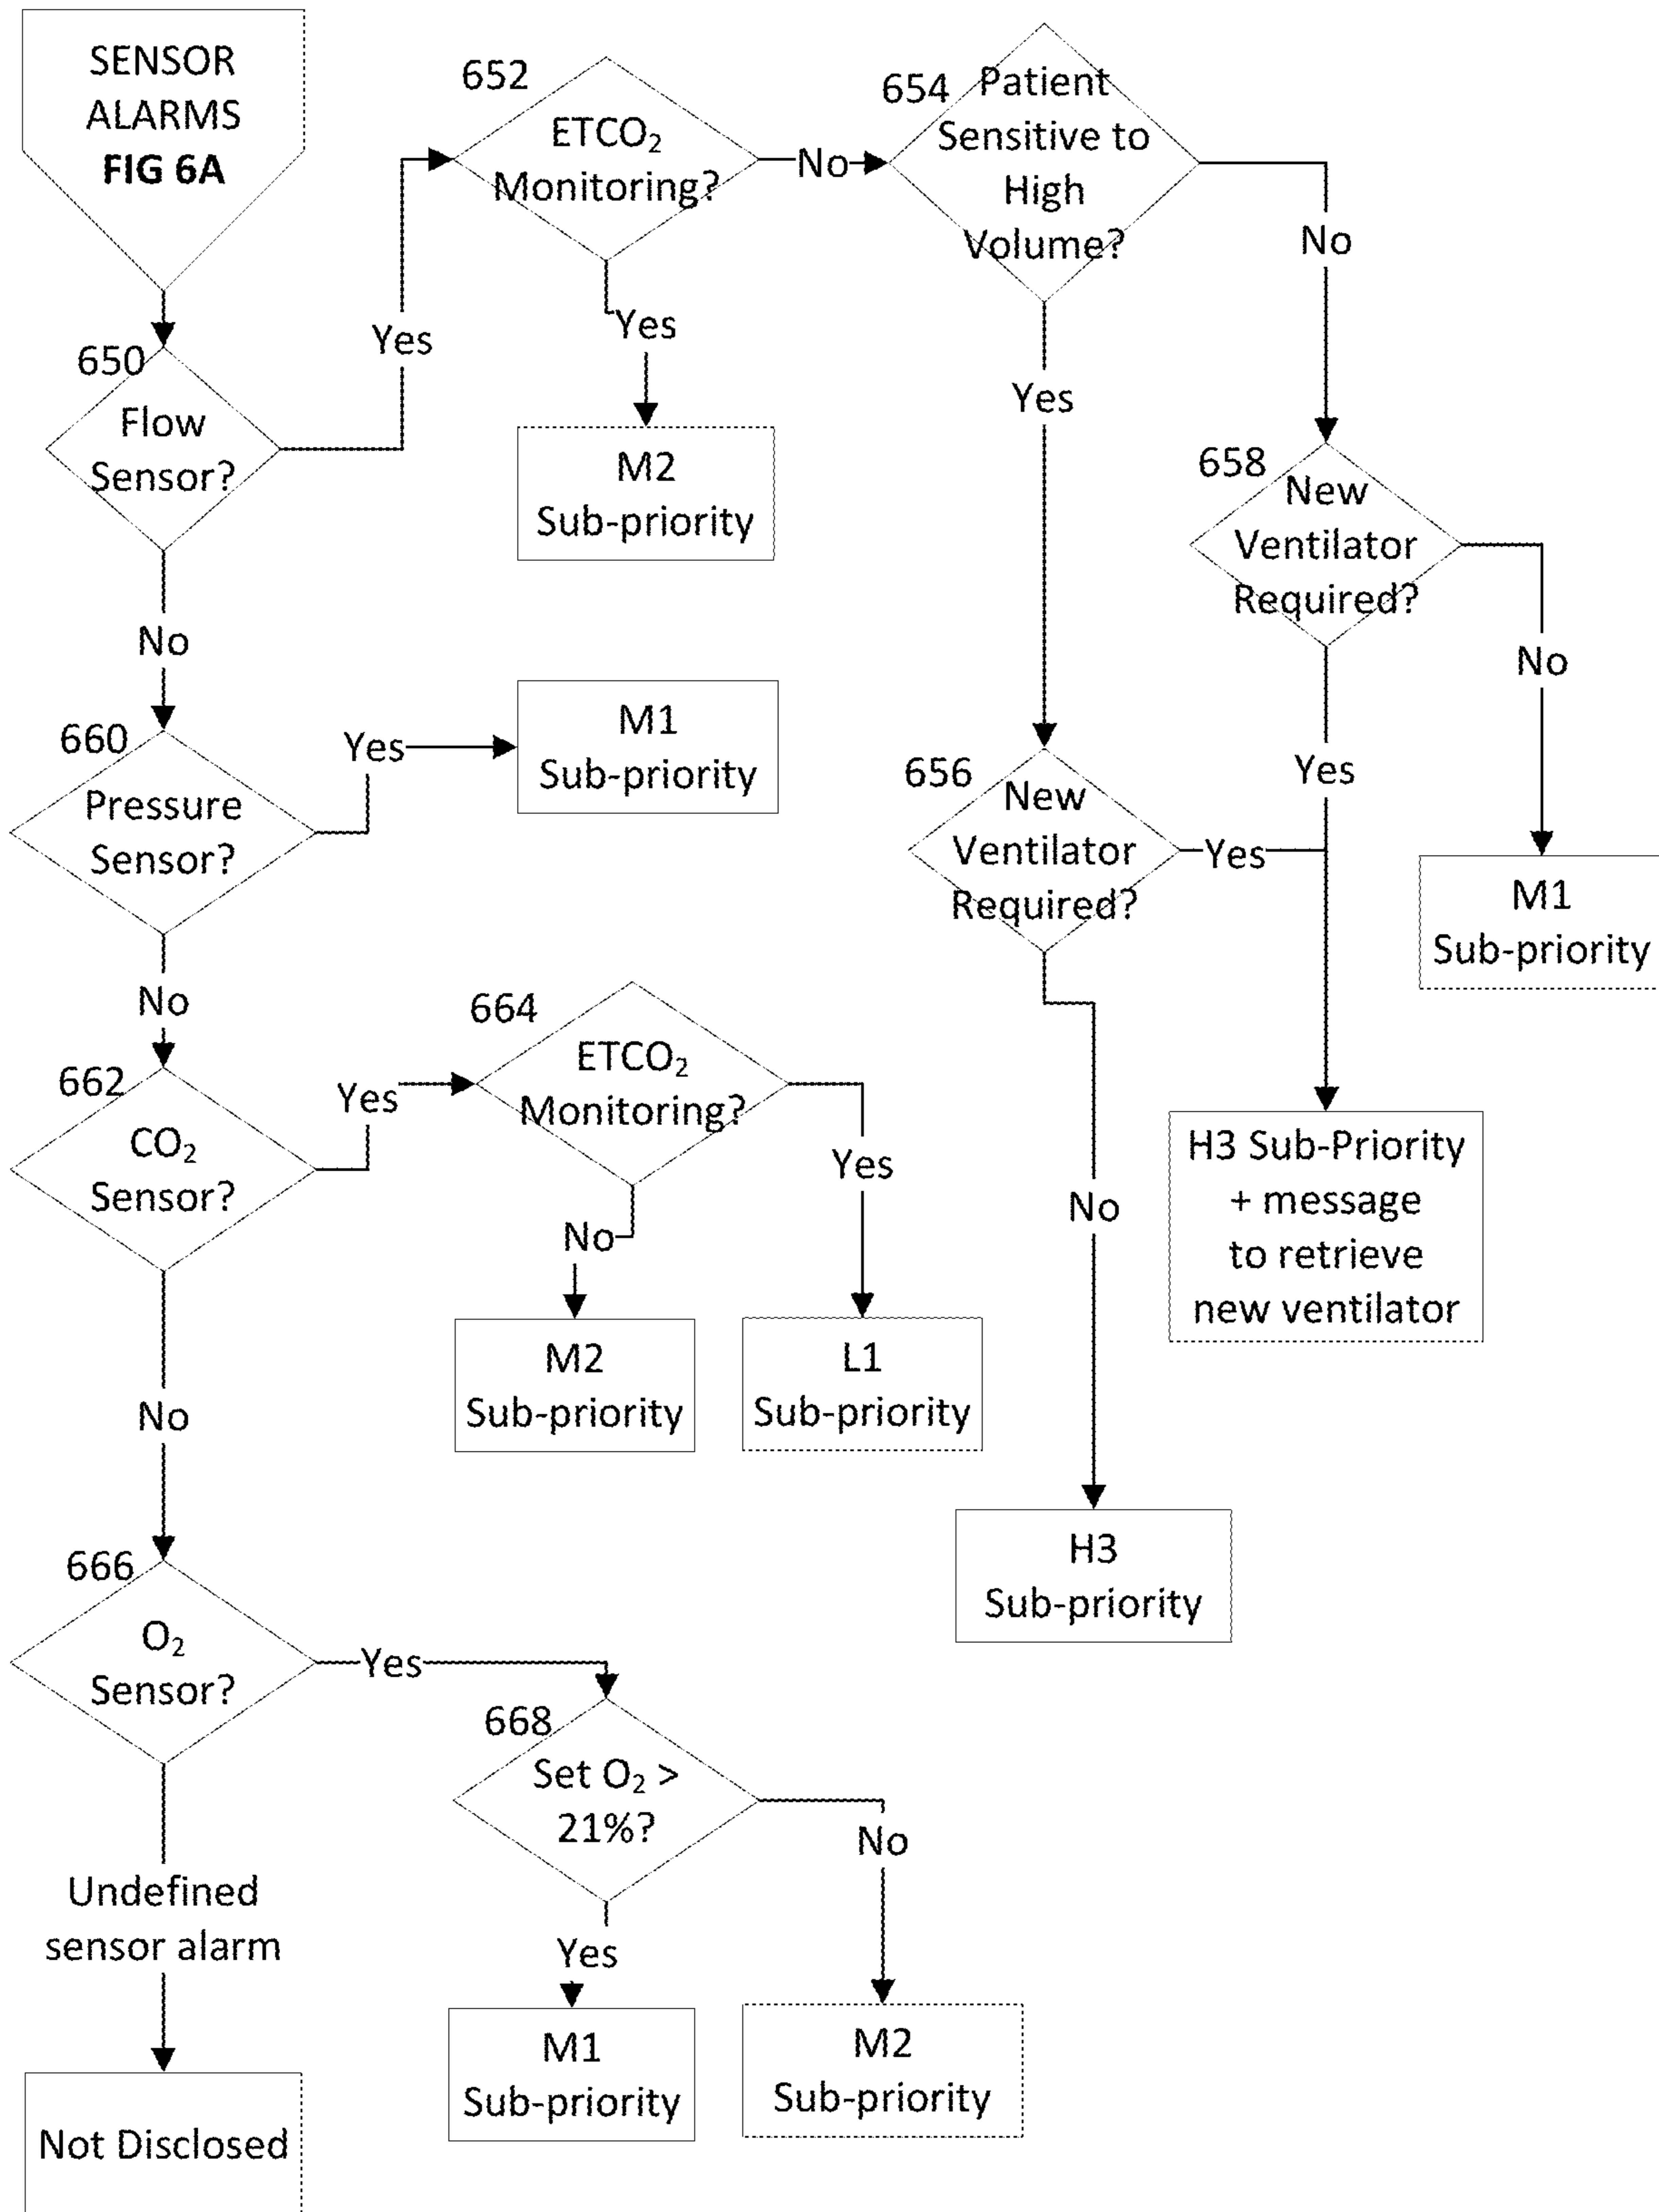 SENSOR
ALARMS
FIG 6A
652
ETCO₂
Monitoring?
No
654
Patient
Sensitive to
High
Volume?
No
Yes
Yes
M2
Sub-priority
650
Flow
Sensor?
Yes
658
New
Ventilator
Required?
No
No
Yes
M1
Sub-priority
660
Pressure
Sensor?
Yes
M1
Sub-priority
656
New
Ventilator
Required?
Yes
No
No
662
CO₂
Sensor?
Yes
664
ETCO₂
Monitoring?
Yes
No
M2
Sub-priority
L1
Sub-priority
H3 Sub-Priority
+ message
to retrieve
new ventilator
No
H3
Sub-priority
666
O₂
Sensor?
Yes
668
Set O₂ >
21%?
No
Yes
Undefined
sensor alarm
M1
Sub-priority
M2
Sub-priority
Not Disclosed